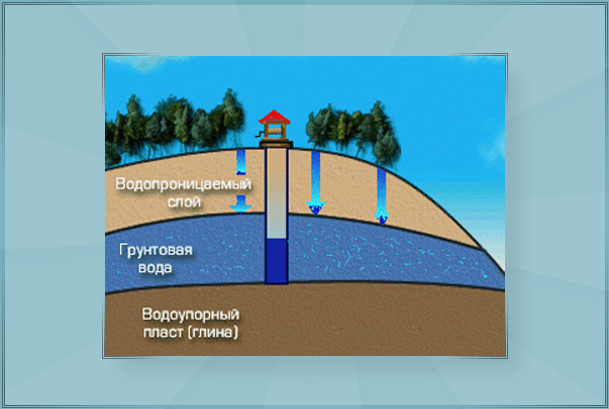 Водопроницаемый
слой
Грунтовая
вода
Водоупорный
пласт (глина)